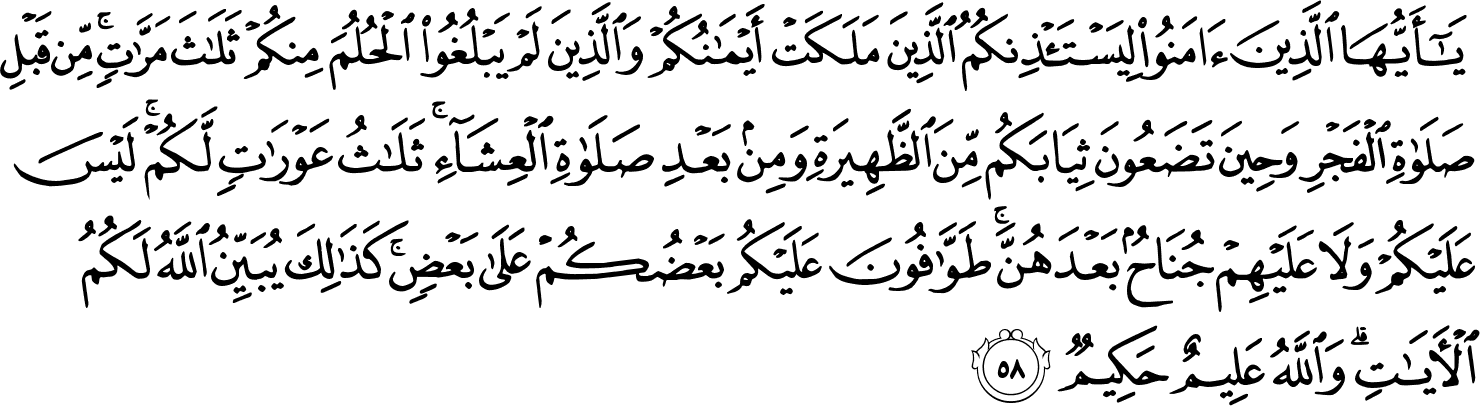 يَـٰٓأَيُّهَا ٱلَّذِينَ ءَامَنُوا۟ لِيَسْتَـْٔذِنكُمُ ٱلَّذِينَ مَلَكَتْ أَيْمَـٰنُكُمْ وَٱلَّذِينَ لَمْ يَبْلُغُوا۟ ٱلْحُلُمَ مِنكُمْ ثَلَـٰثَ مَرَّٰتٍ ۚ مِّن قَبْلِ
صَلَوٰةِ ٱلْفَجْرِ وَحِينَ تَضَعُونَ ثِيَابَكُم مِّنَ ٱلظَّهِيرَةِ وَمِنۢ بَعْدِ صَلَوٰةِ ٱلْعِشَآءِ ۚ ثَلَـٰثُ عَوْرَٰتٍ لَّكُمْ ۚ لَيْسَ
عَلَيْكُمْ وَلَا عَلَيْهِمْ جُنَاحٌۢ بَعْدَهُنَّ ۚ طَوَّٰفُونَ عَلَيْكُم بَعْضُكُمْ عَلَىٰ بَعْضٍ ۚ كَذَٰلِكَ يُبَيِّنُ ٱللَّهُ لَكُمُ
ٱلْـَٔايَـٰتِ ۗ وَٱللَّهُ عَلِيمٌ حَكِيمٌ ٥٨